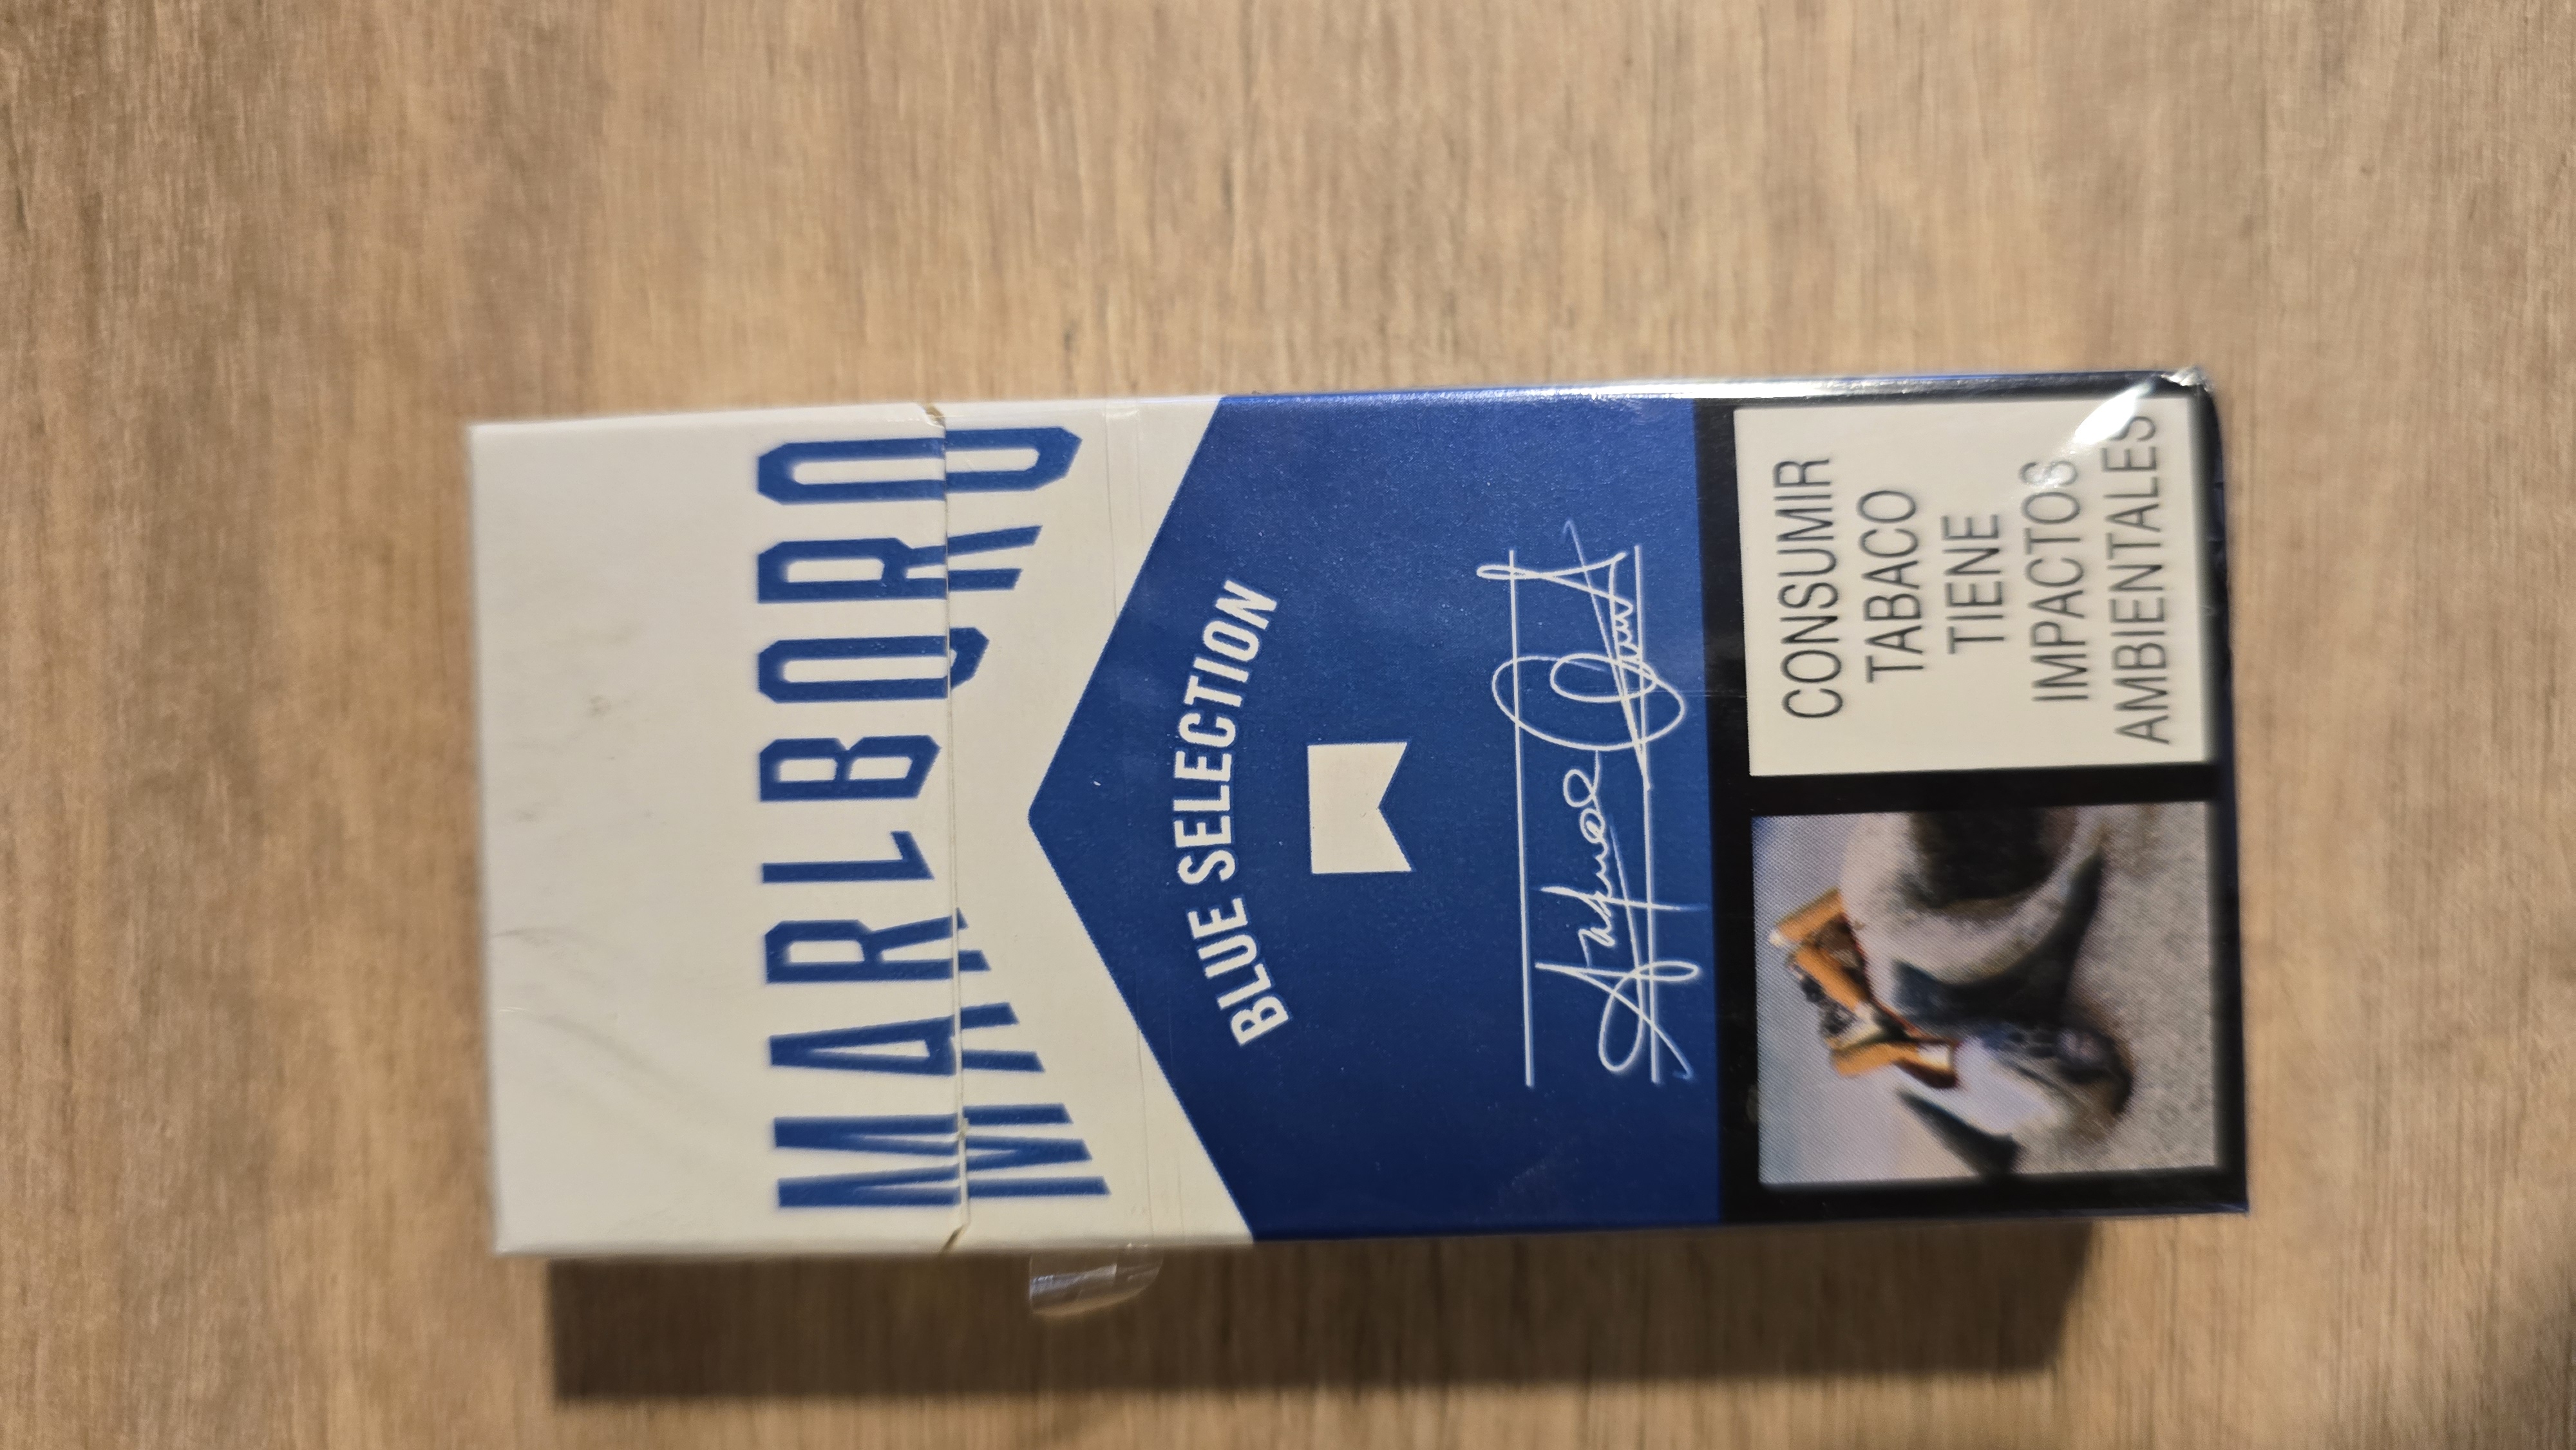 MARLBORO
BLUE SELECTION
CONSUMIR
TABACO
TIENE
IMPACTOS
AMBIENTALES